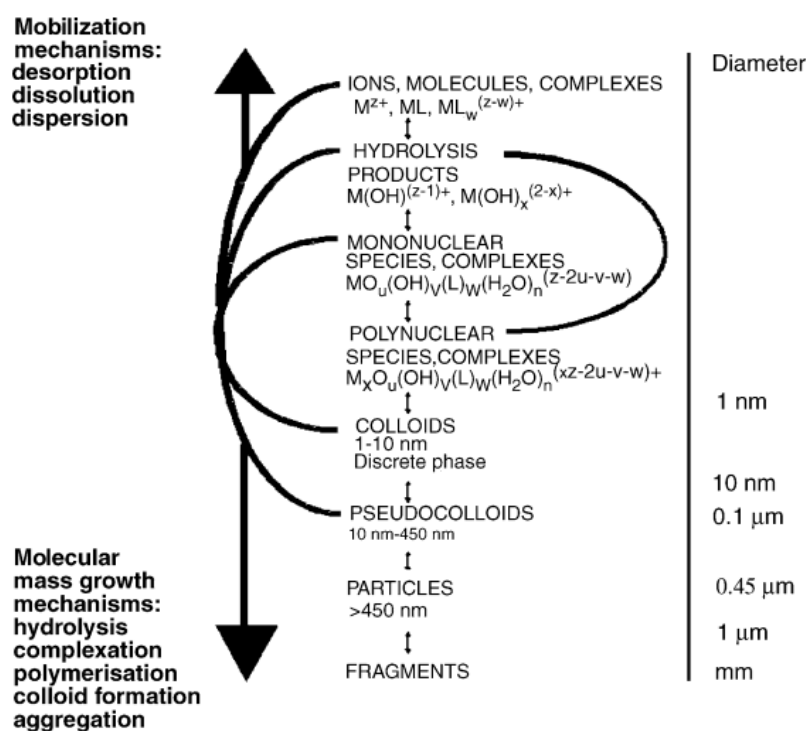 Mobilization
mechanisms:
desorption
dissolution
dispersion
Diameter
IONS, MOLECULES, COMPLEXES
M^{z+}, ML, ML_w^{(z-w)+}
HYDROLYSIS
PRODUCTS
M(OH)^{(z-1)+}, M(OH)_x^{(2-x)+}
MONONUCLEAR
SPECIES, COMPLEXES
MO_u(OH)_V(L)_W(H_2O)_n^{(z-2u-v-w)}
POLYNUCLEAR
SPECIES,COMPLEXES
M_XO_u(OH)_V(L)_W(H_2O)_n^{(xz-2u-v-w)+}
1 nm
COLLOIDS
1-10 nm
Discrete phase
10 nm
PSEUDOCOLLOIDS
0.1 μm
10 nm-450 nm
Molecular
mass growth
mechanisms:
hydrolysis
complexation
polymerisation
colloid formation
aggregation
PARTICLES
0.45 μm
>450 nm
1 μm
FRAGMENTS
mm